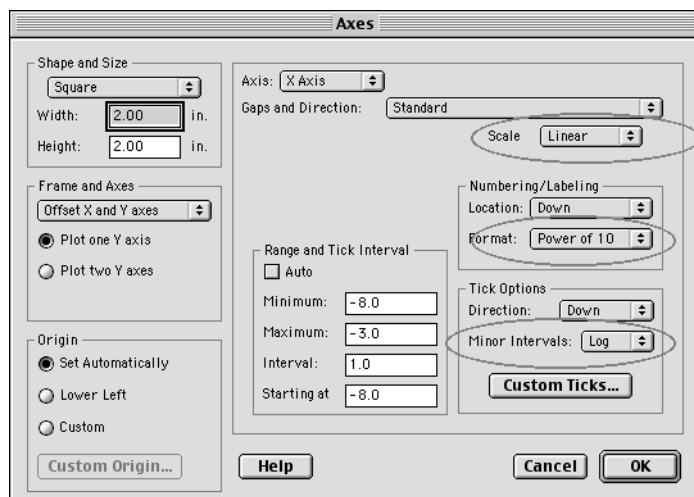 Axes
Shape and Size
Square
Width: 2.00 in.
Height: 2.00 in.
Frame and Axes
Offset X and Y axes
Plot one Y axis
Plot two Y axes
Origin
Set Automatically
Lower Left
Custom
Custom Origin...
Axis: X Axis
Gaps and Direction: Standard
Scale Linear
Numbering/Labeling
Location: Down
Format: Power of 10
Range and Tick Interval
Auto
Minimum: -8.0
Maximum: -3.0
Interval: 1.0
Starting at -8.0
Tick Options
Direction: Down
Minor Intervals: Log
Custom Ticks...
Help
Cancel
OK